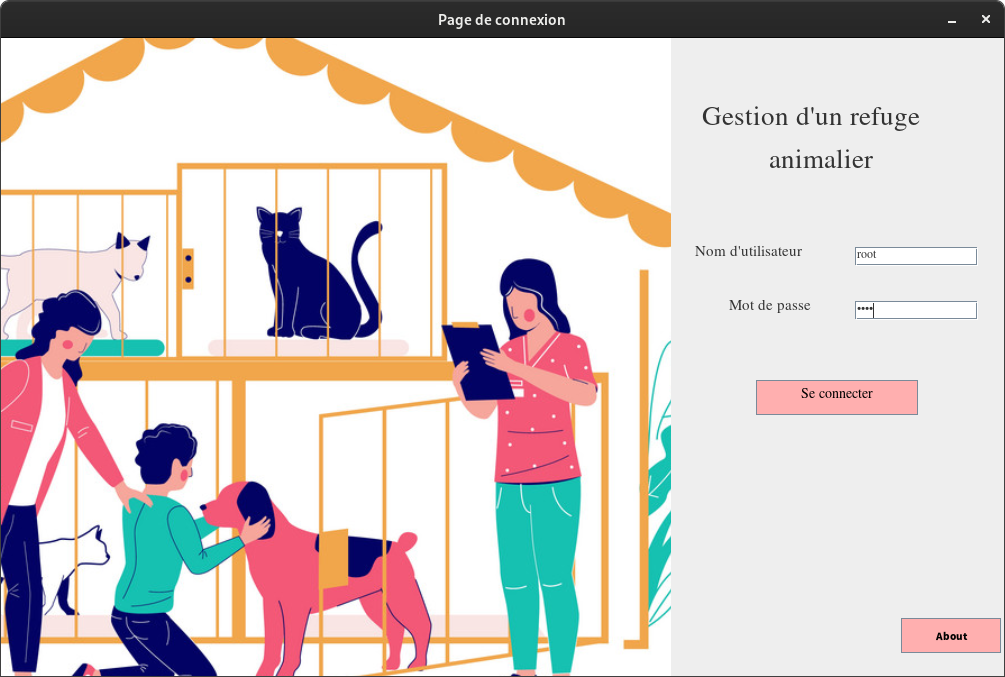 Page de connexion
Gestion d'un refuge
animalier
Nom d'utilisateur
root
Mot de passe
••••
Se connecter
About